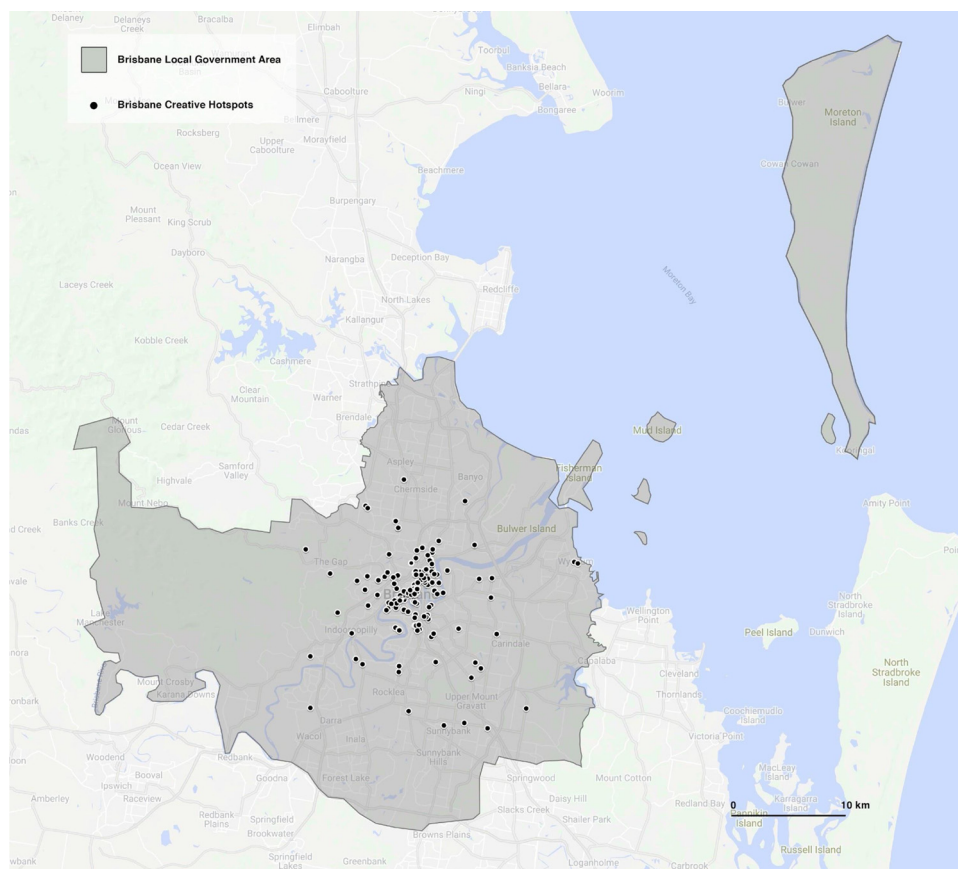 Delaney
Delaneys
Creek
Bracalba
Elimbah
Toorbul
Banksia Beach
Bellara-
Ningi
Woorim
Bongaree
Caboolture
Brisbane Local Government Area
Brisbane Creative Hotspots
Rocksberg
Morayfield
Upper
Caboolture
Ocean View
Beachmere
Burpengary
Mount
Pleasant
King Scrub
Dayboro
Narangba
Deception Bay
Laceys Creek
North Lakes
Redcliffe
Kallangur
Kobble Creek
Cashmere
Clear
Mountain
Warner
Cedar Creek
Samford
Valley
Highvale
Mount Nebo
Banks Creek
Bulwer
Moreton
Island
Cowan Cowan
Moreton Bay
Mud Island
Fisherman
Island
Aspley
Banyo
Chermside
Bulwer Island
The Gap
Indooroopilly
Carindale
Capalaba
Wellington
Point
Cleveland
Thornlands
Amity Point
North
Stradbroke
Island
Peel Island
Dunwich
North
Stradbroke
Island
Lake
Manchester
Mount Crosby
Karana Downs
Rocklea
Upper Mount
Gravatt
Darra
Wacol
Inala
Sunnybank
Sunnybank
Hills
Forest Lake
Redbank
Goodna
Woodend
Booval
Ipswich
Raceview
Amberley
Redbank
Plains
Springfield
Brookwater
Springfield
Lakes
Greenbank
Browns Plains
Springwood
Slacks Creek
Daisy Hill
Shailer Park
Loganholme
Mount Cotton
Carbrook
Redland Bay
Victoria Point
Coochiemudlo
Island
MacLeay
Island
Karragarra
Island
Russell Island
0
10 km